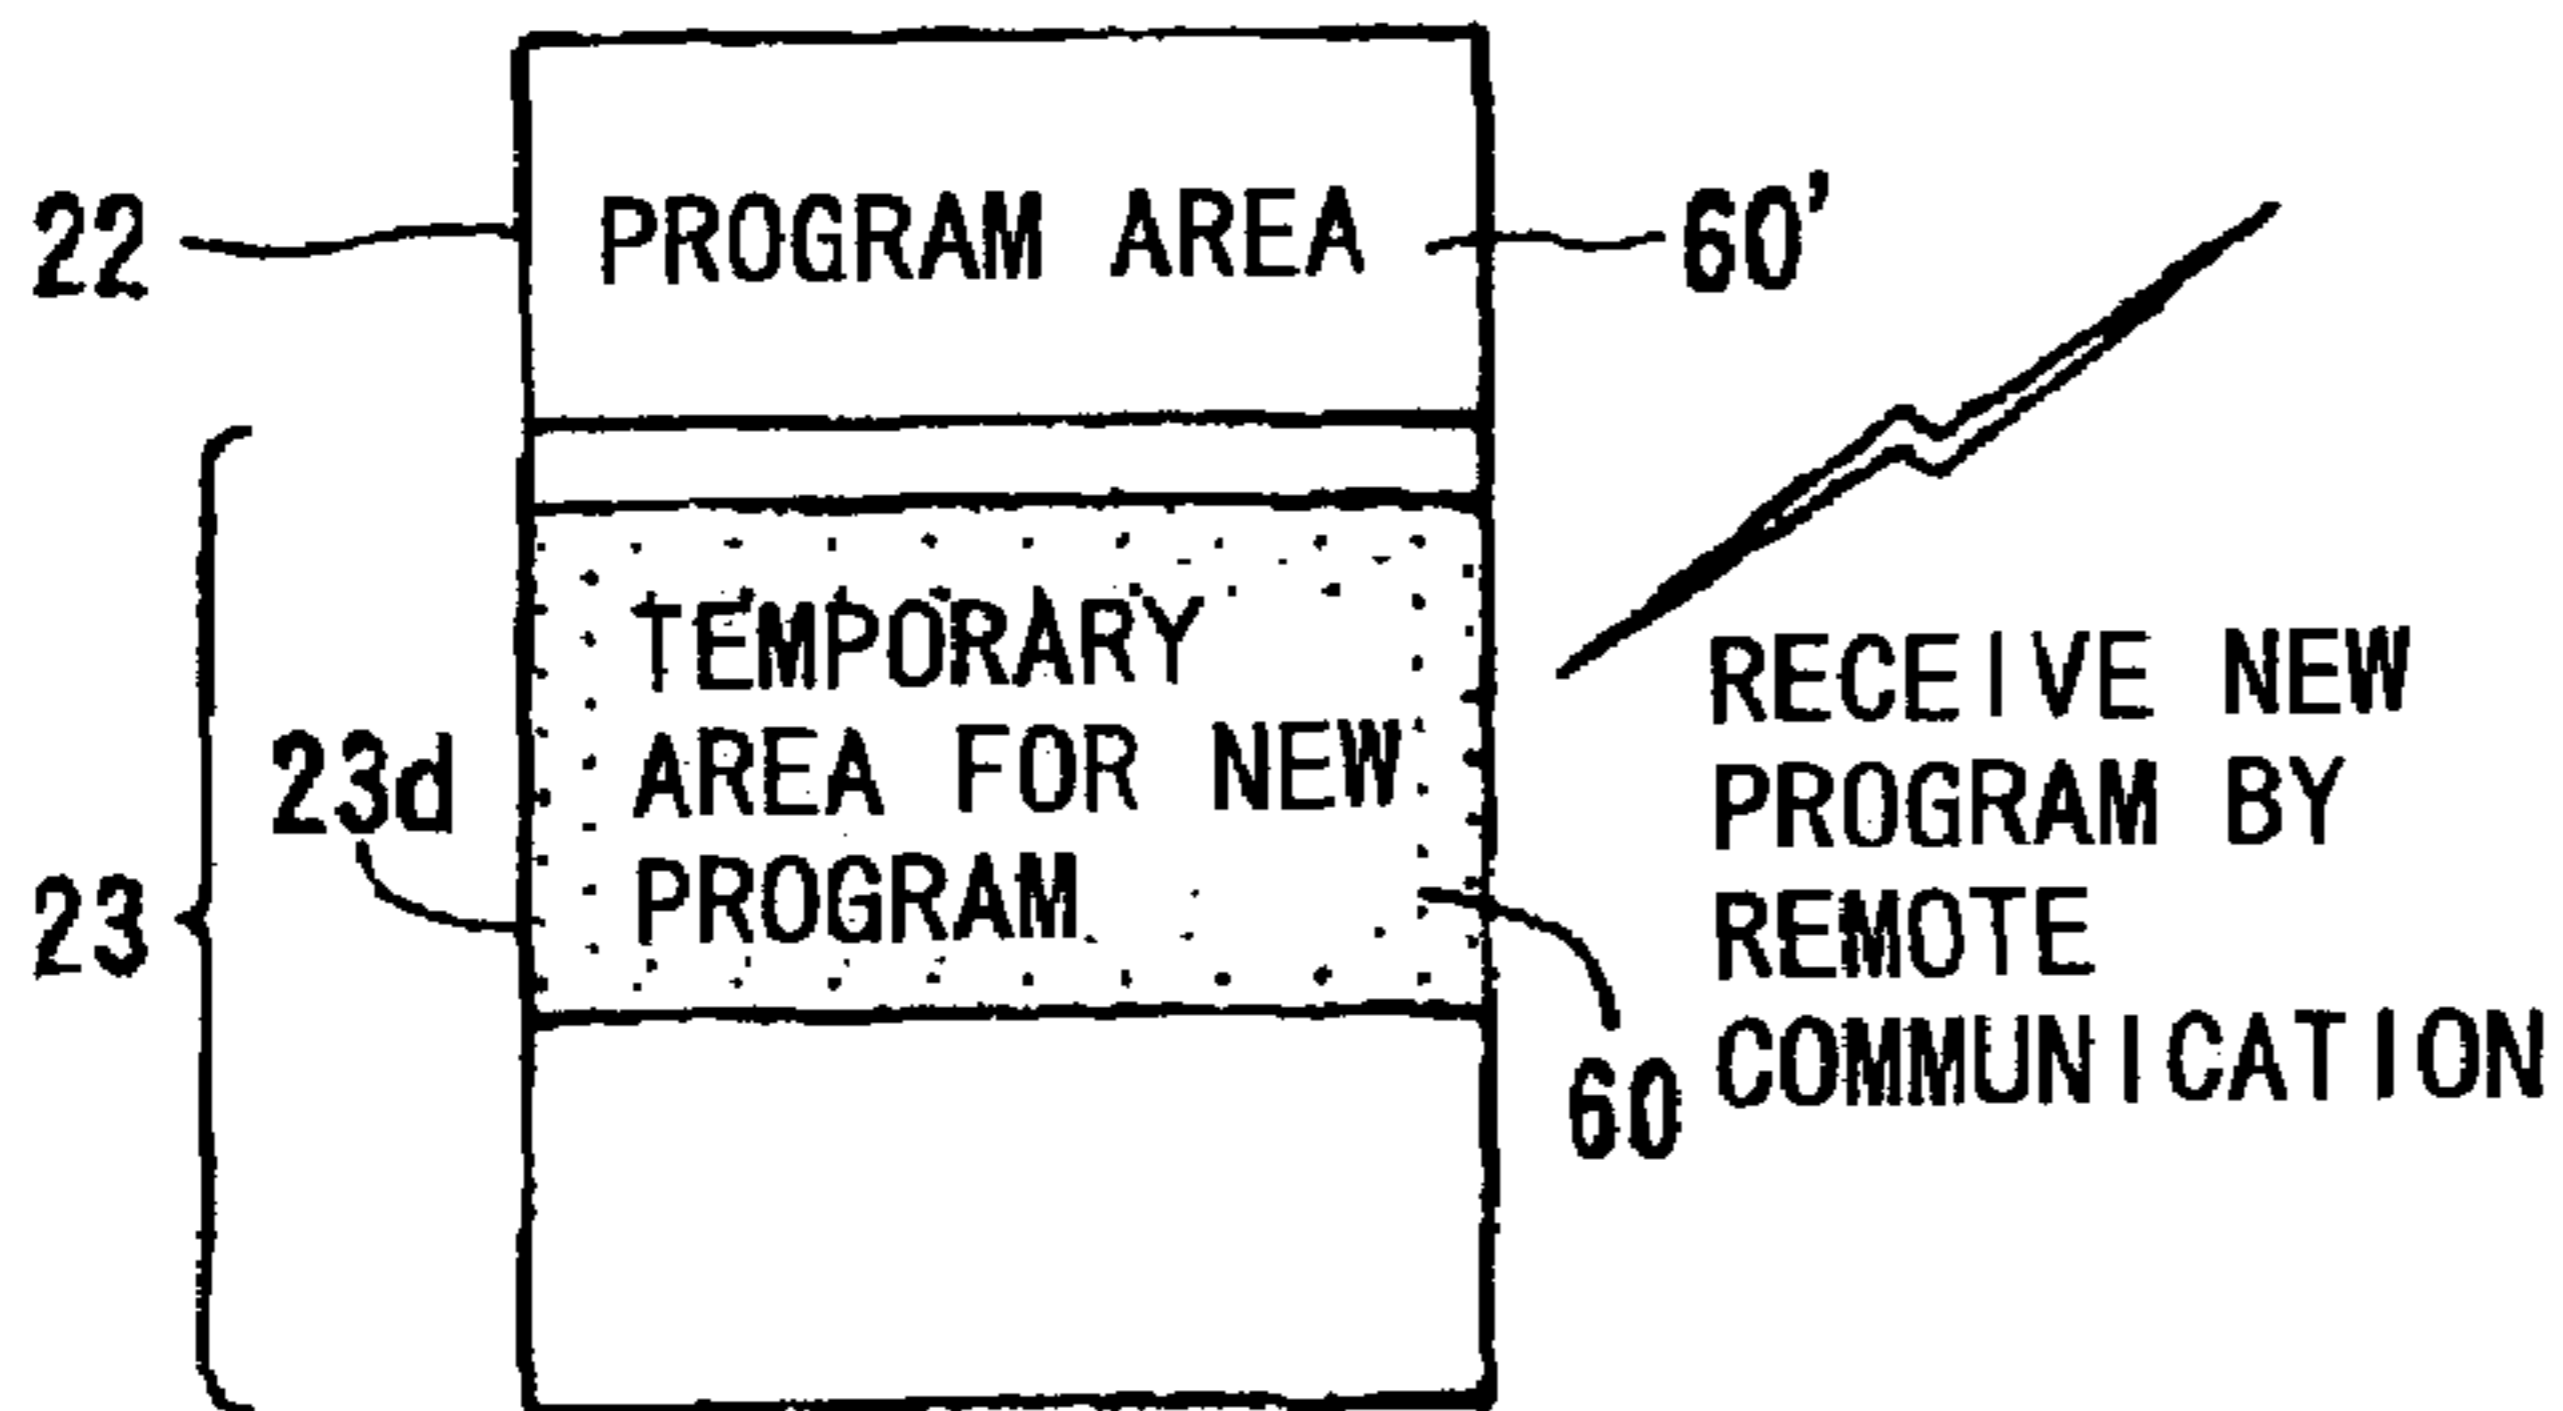 22
PROGRAM AREA
60'
23
23d
TEMPORARY
AREA FOR NEW
PROGRAM
60
RECEIVE NEW
PROGRAM BY
REMOTE
COMMUNICATION